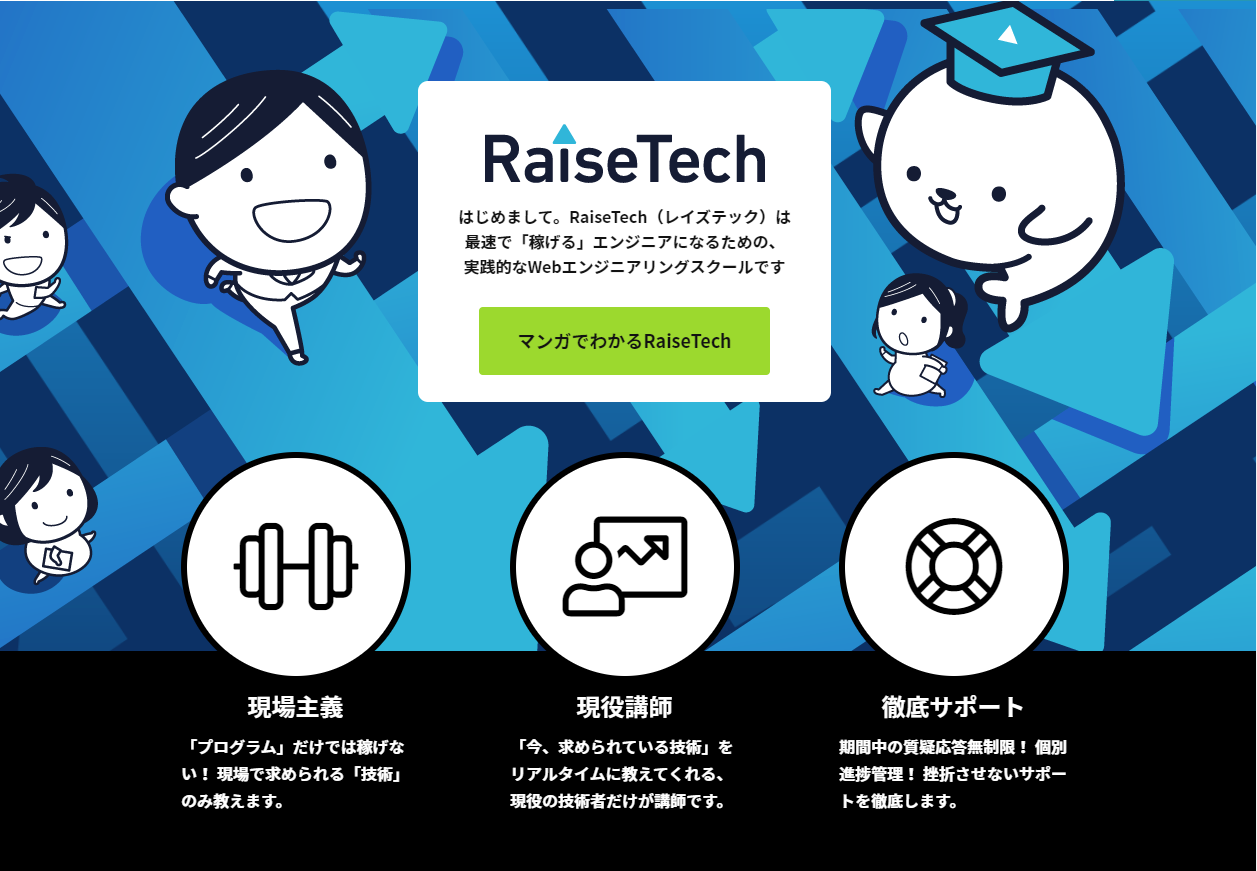 RaiseTech
はじめまして。RaiseTech（レイズテック）は
最速で「稼げる」エンジニアになるための、
実践的なWebエンジニアリングスクールです
マンガでわかるRaiseTech
現場主義
「プログラム」だけでは稼げな
い！ 現場で求められる「技術」
のみ教えます。
現役講師
「今、求められている技術」を
リアルタイムに教えてくれる、
現役の技術者だけが講師です。
徹底サポート
期間中の質疑応答無制限！ 個別
進捗管理！ 挫折させないサポー
トを徹底します。